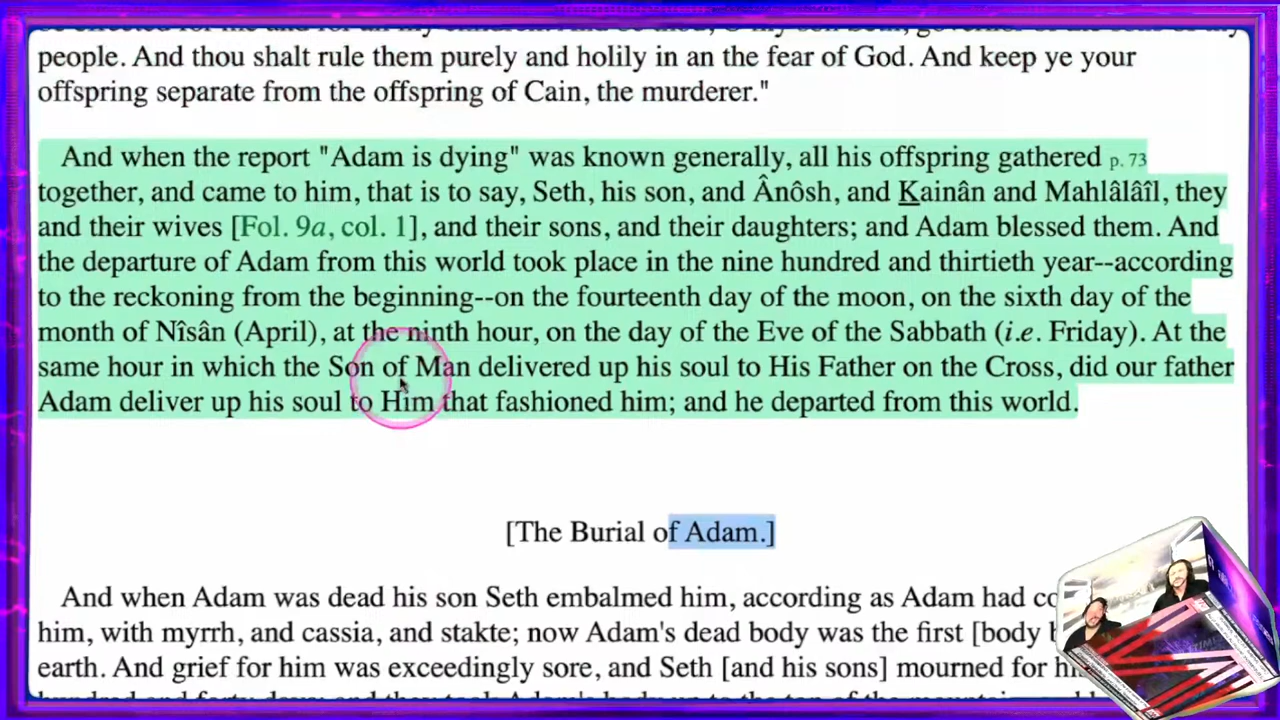 people. And thou shalt rule them purely and holily in an the fear of God. And keep ye your
offspring separate from the offspring of Cain, the murderer."
And when the report "Adam is dying" was known generally, all his offspring gathered p. 73
together, and came to him, that is to say, Seth, his son, and Ânôsh, and Kainân and Mahlâlâîl, they
and their wives [Fol. 9a, col. 1], and their sons, and their daughters; and Adam blessed them. And
the departure of Adam from this world took place in the nine hundred and thirtieth year--according
to the reckoning from the beginning--on the fourteenth day of the moon, on the sixth day of the
month of Nîsân (April), at the ninth hour, on the day of the Eve of the Sabbath (i.e. Friday). At the
same hour in which the Son of Man delivered up his soul to His Father on the Cross, did our father
Adam deliver up his soul to Him that fashioned him; and he departed from this world.
[The Burial of Adam.]
And when Adam was dead his son Seth embalmed him, according as Adam had
him, with myrrh, and cassia, and stakte; now Adam's dead body was the first [body
earth. And grief for him was exceedingly sore, and Seth [and his sons] mourned for